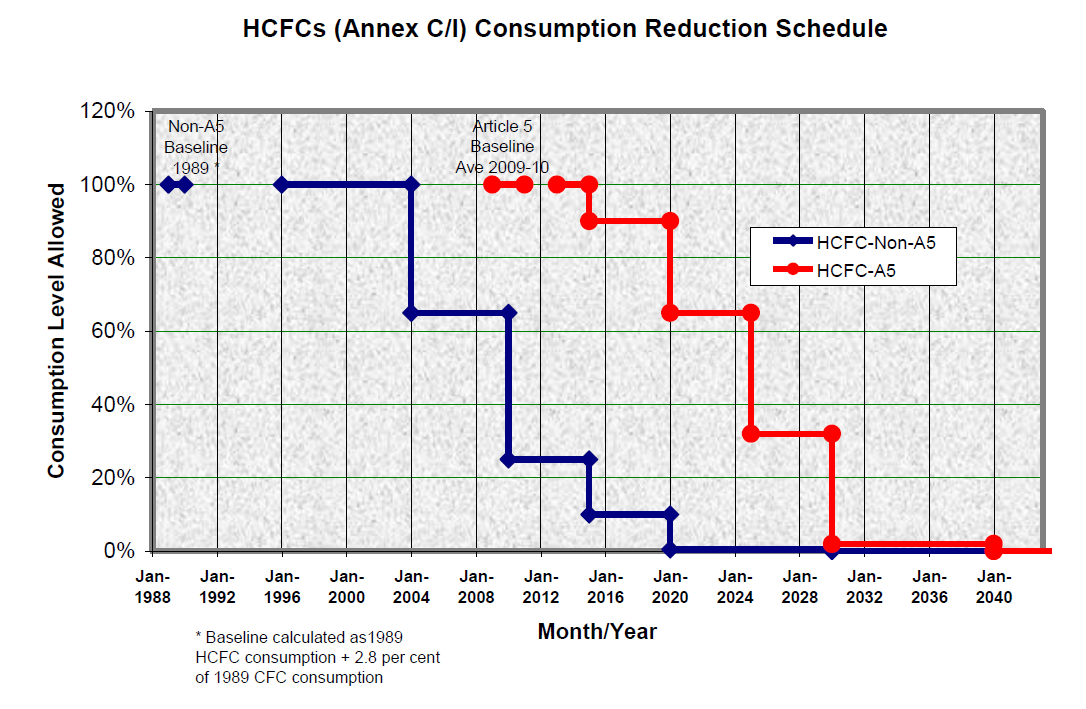 HCFCs (Annex C/I) Consumption Reduction Schedule
120%
100%
80%
60%
40%
20%
0%
Consumption Level Allowed
Non-A5
Baseline
1989 *
Article 5
Baseline
Ave 2009-10
HCFC-Non-A5
HCFC-A5
Jan- Jan- Jan- Jan- Jan- Jan- Jan- Jan- Jan- Jan- Jan- Jan- Jan- Jan-
1988 1992 1996 2000 2004 2008 2012 2016 2020 2024 2028 2032 2036 2040
Month/Year
* Baseline calculated as1989
HCFC consumption + 2.8 per cent
of 1989 CFC consumption